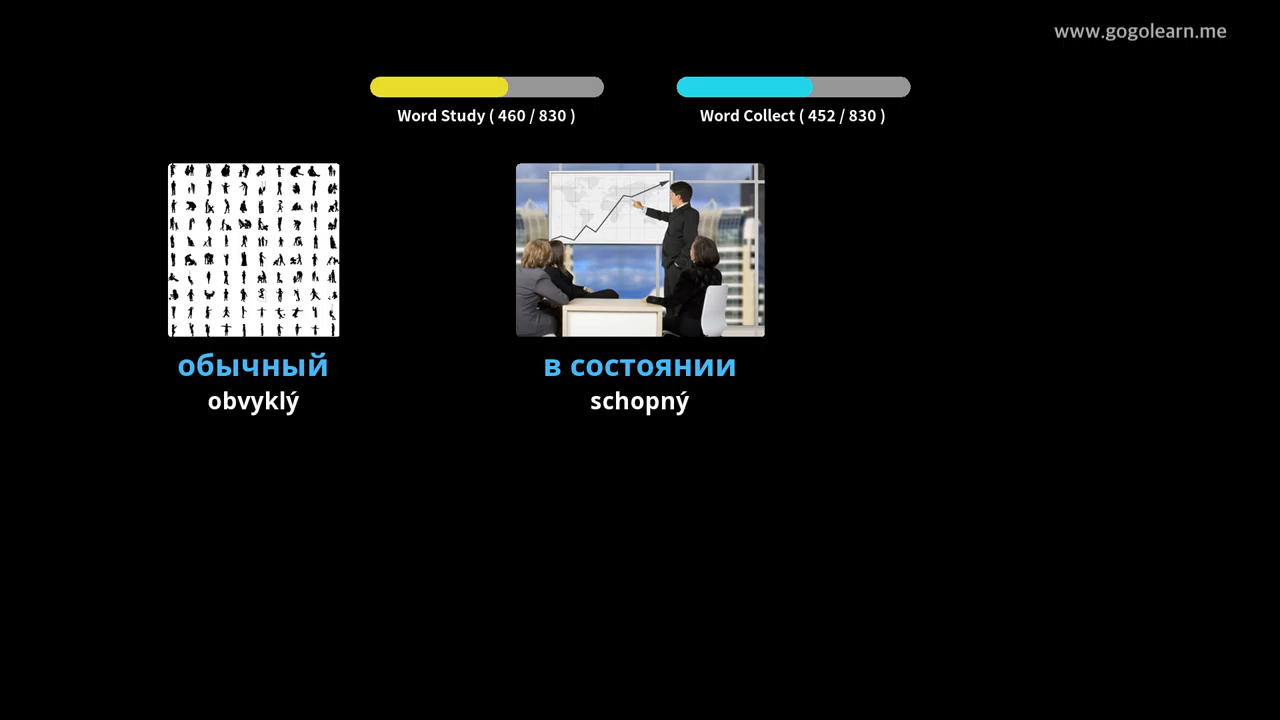 www.gogolearn.me
Word Study ( 460 / 830 )
Word Collect ( 452 / 830 )
обычный
obvyklý
в состоянии
schopný